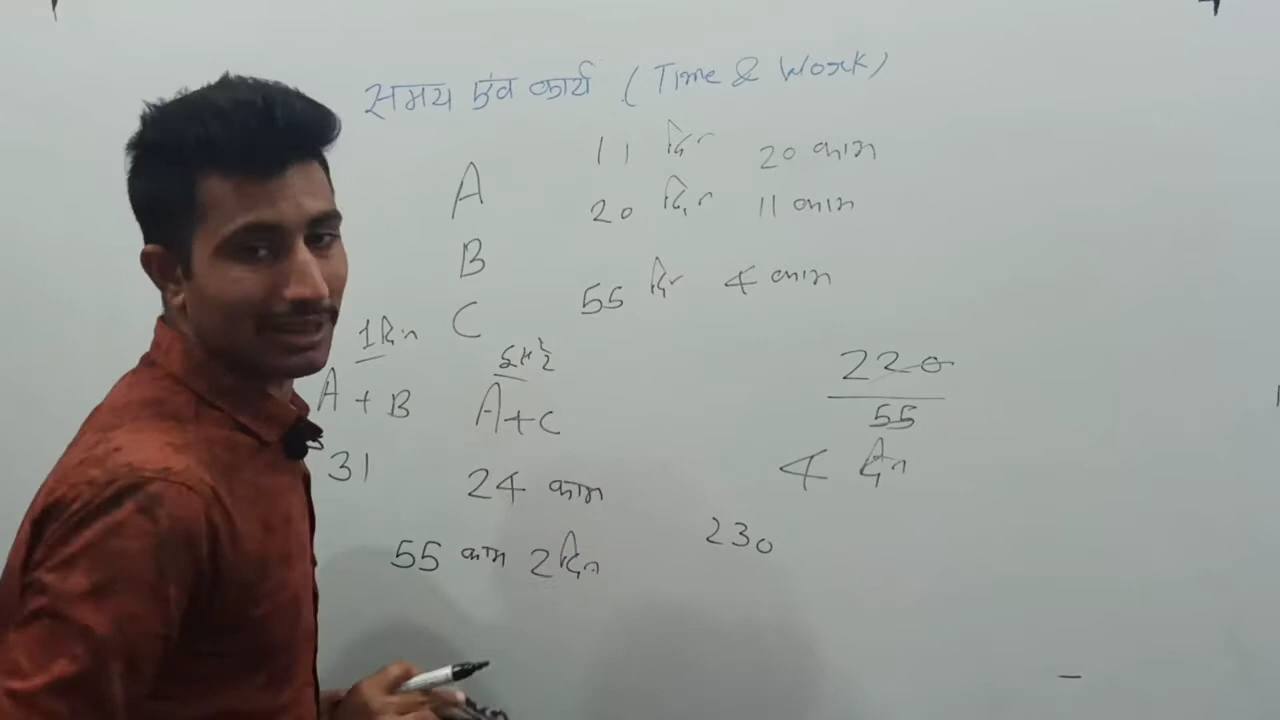 समय एवं कार्य (Time & Work)
A 11 दिन 20 काम
B 20 दिन 11 काम
C 55 दिन 4 काम
1 दिन
A + B
31
दूसरे
A+C
24 काम
55 काम 2 दिन
220
55
4 दिन
230